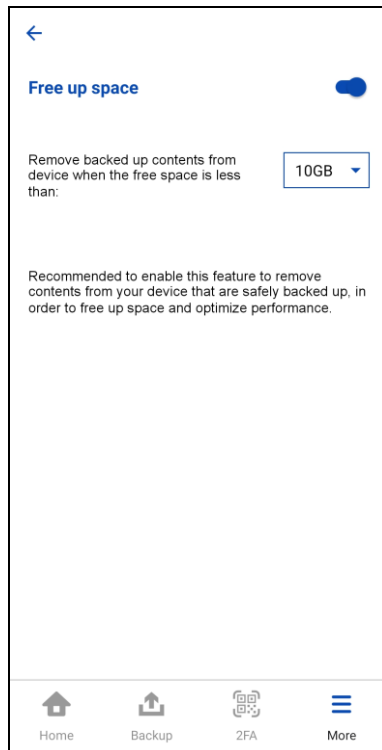 Free up space
Remove backed up contents from
device when the free space is less
than:
10GB
Recommended to enable this feature to remove
contents from your device that are safely backed up, in
order to free up space and optimize performance.
Home
Backup
2FA
More